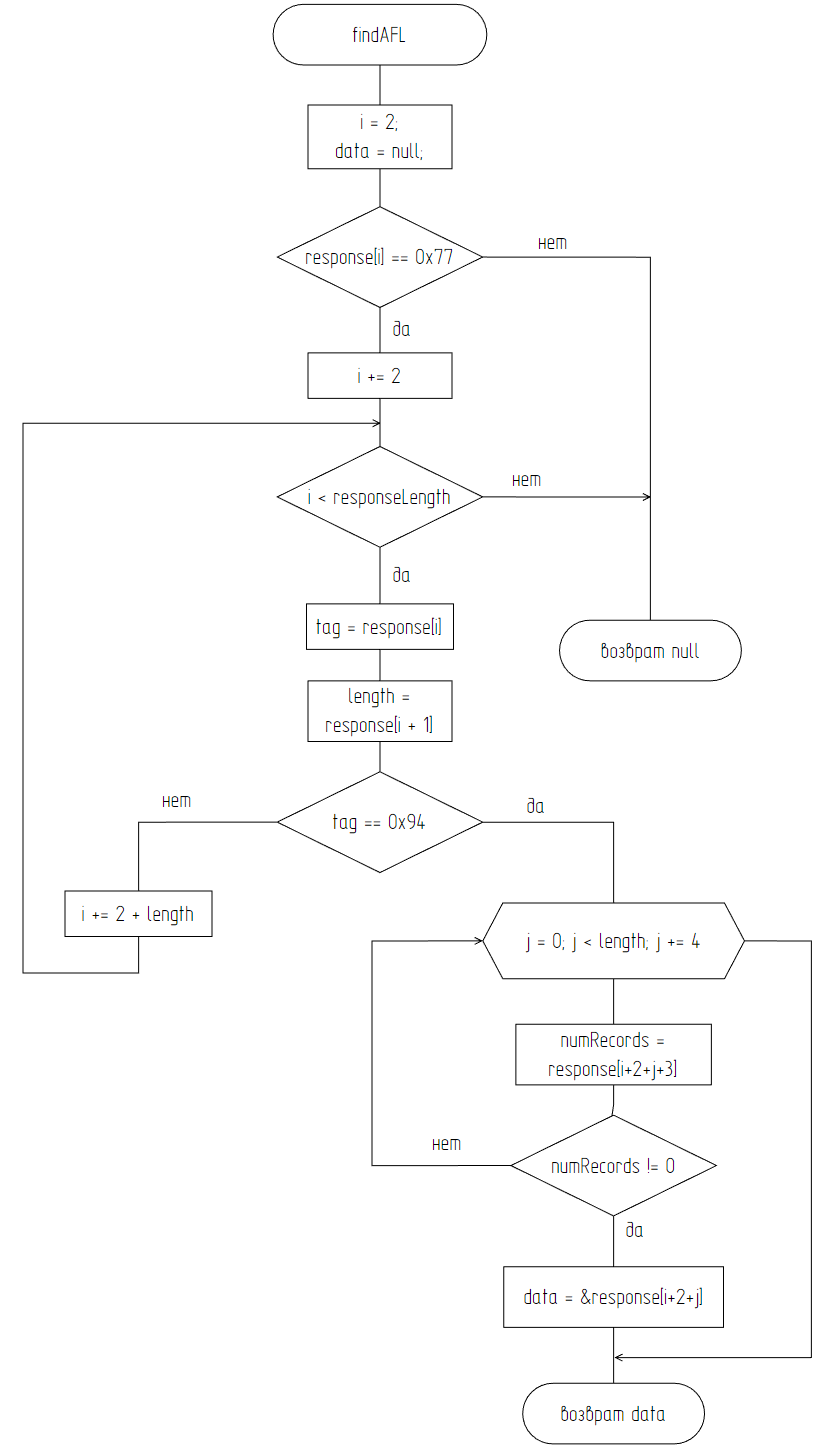 findAFL
i = 2;
data = null;
response[i] == 0x77
нет
да
i += 2
i < responseLength
нет
да
tag = response[i]
возврат null
length =
response[i + 1]
tag == 0x94
нет
да
i += 2 + length
j = 0; j < length; j += 4
numRecords =
response[i+2+j+3]
numRecords != 0
нет
да
data = &response[i+2+j]
возврат data